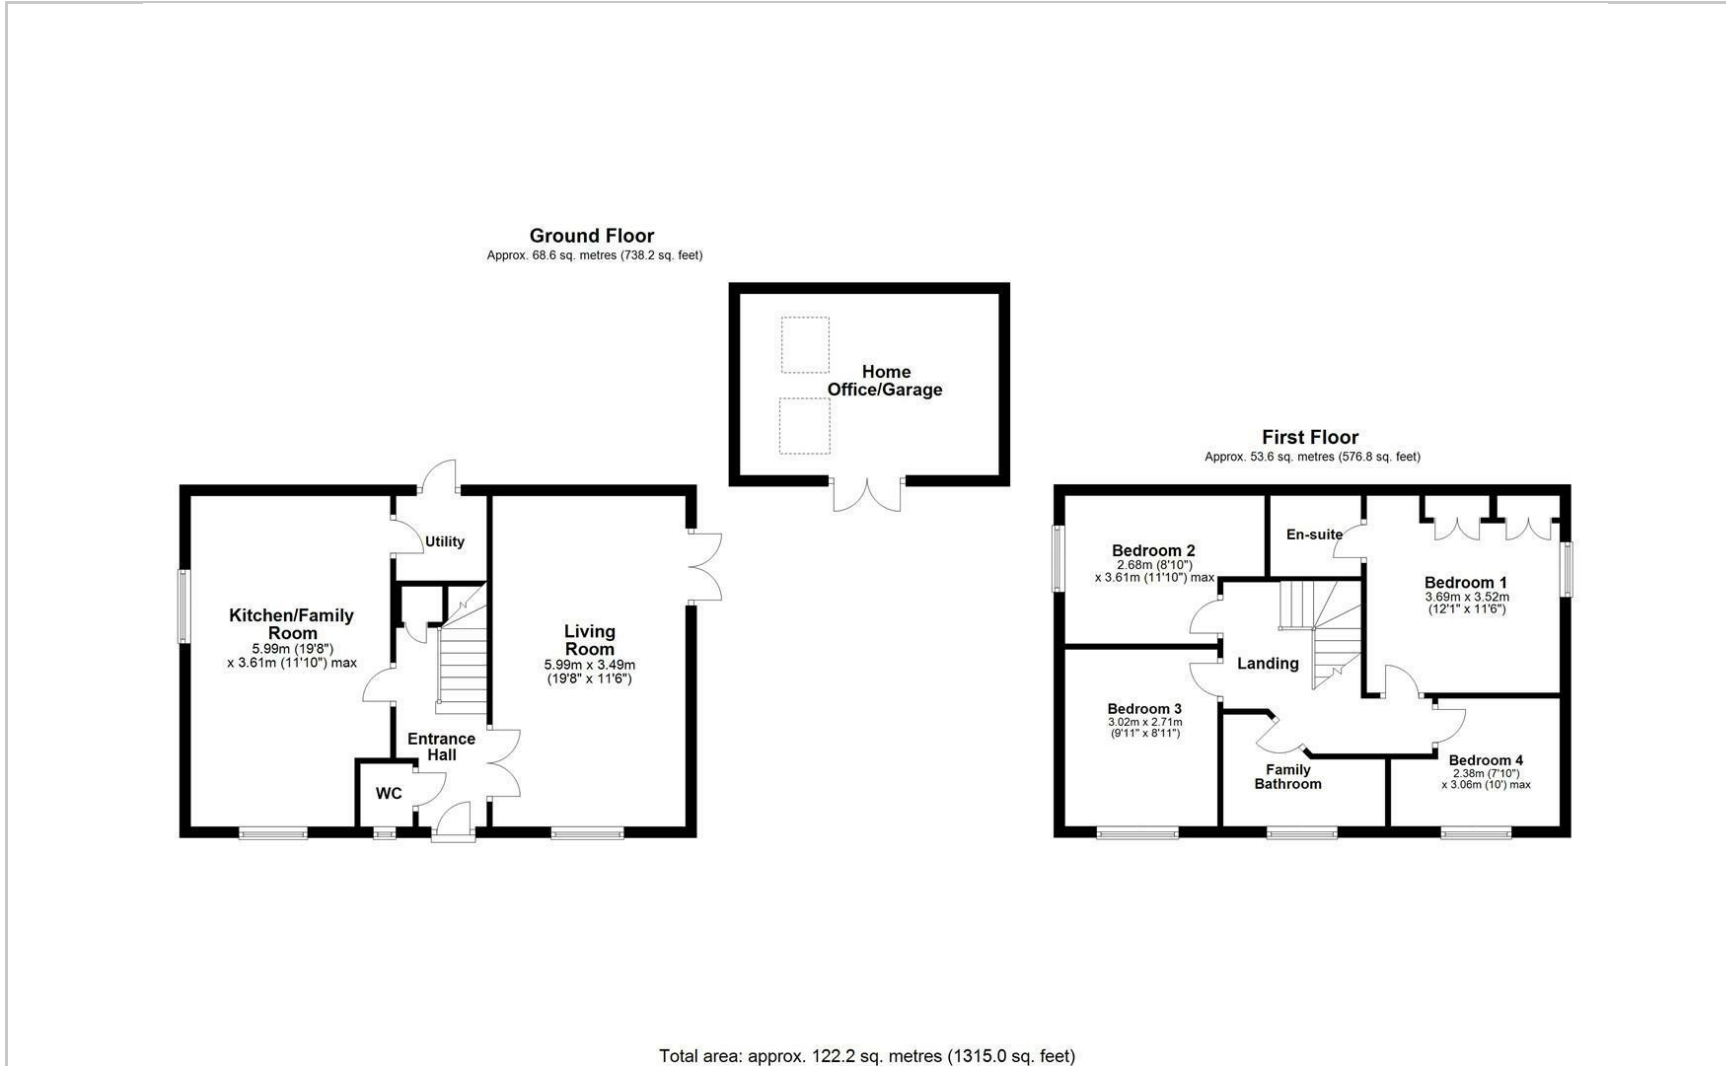 Ground Floor
Approx. 68.6 sq. metres (738.2 sq. feet)
Home
Office/Garage
Utility
Kitchen/Family
Room
5.99m (19'8")
x 3.61m (11'10") max
Living
Room
5.99m x 3.49m
(19'8" x 11'6")
Entrance
Hall
WC
First Floor
Approx. 53.6 sq. metres (576.8 sq. feet)
En-suite
Bedroom 2
2.68m (8'10")
x 3.61m (11'10") max
Bedroom 1
3.69m x 3.52m
(12'1" x 11'6")
Landing
Bedroom 3
3.02m x 2.71m
(9'11" x 8'11")
Family
Bathroom
Bedroom 4
2.38m (7'10")
x 3.06m (10') max
Total area: approx. 122.2 sq. metres (1315.0 sq. feet)